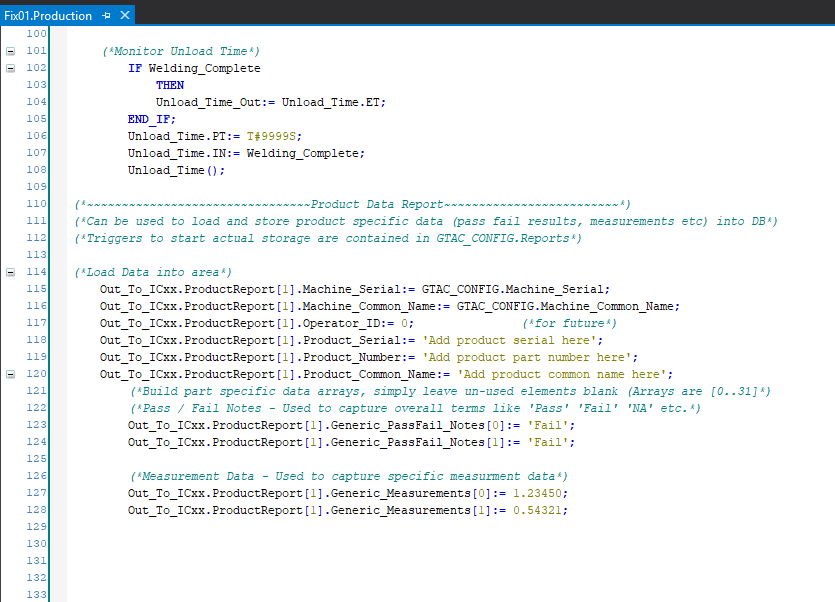 Fix01.Production
100
101 (*Monitor Unload Time*)
102 IF Welding_Complete
103 THEN
104 Unload_Time_Out:= Unload_Time.ET;
105 END_IF;
106 Unload_Time.PT:= T#9999S;
107 Unload_Time.IN:= Welding_Complete;
108 Unload_Time();
109
110 (*~~~~~~~~~~~~~~~~~~~~~~~~~~~~~~~~Product Data Report~~~~~~~~~~~~~~~~~~~~~~~~~*)
111 (*Can be used to load and store product specific data (pass fail results, measurements etc) into DB*)
112 (*Triggers to start actual storage are contained in GTAC_CONFIG.Reports*)
113
114 (*Load Data into area*)
115 Out_To_ICxx.ProductReport[1].Machine_Serial:= GTAC_CONFIG.Machine_Serial;
116 Out_To_ICxx.ProductReport[1].Machine_Common_Name:= GTAC_CONFIG.Machine_Common_Name;
117 Out_To_ICxx.ProductReport[1].Operator_ID:= 0; (*for future*)
118 Out_To_ICxx.ProductReport[1].Product_Serial:= 'Add product serial here';
119 Out_To_ICxx.ProductReport[1].Product_Number:= 'Add product part number here';
120 Out_To_ICxx.ProductReport[1].Product_Common_Name:= 'Add product common name here';
121 (*Build part specific data arrays, simply leave un-used elements blank (Arrays are [0..31]*)
122 (*Pass / Fail Notes - Used to capture overall terms like 'Pass' 'Fail' 'NA' etc.*)
123 Out_To_ICxx.ProductReport[1].Generic_PassFail_Notes[0]:= 'Fail';
124 Out_To_ICxx.ProductReport[1].Generic_PassFail_Notes[1]:= 'Fail';
125
126 (*Measurement Data - Used to capture specific measurment data*)
127 Out_To_ICxx.ProductReport[1].Generic_Measurements[0]:= 1.23450;
128 Out_To_ICxx.ProductReport[1].Generic_Measurements[1]:= 0.54321;
129
130
131
132
133